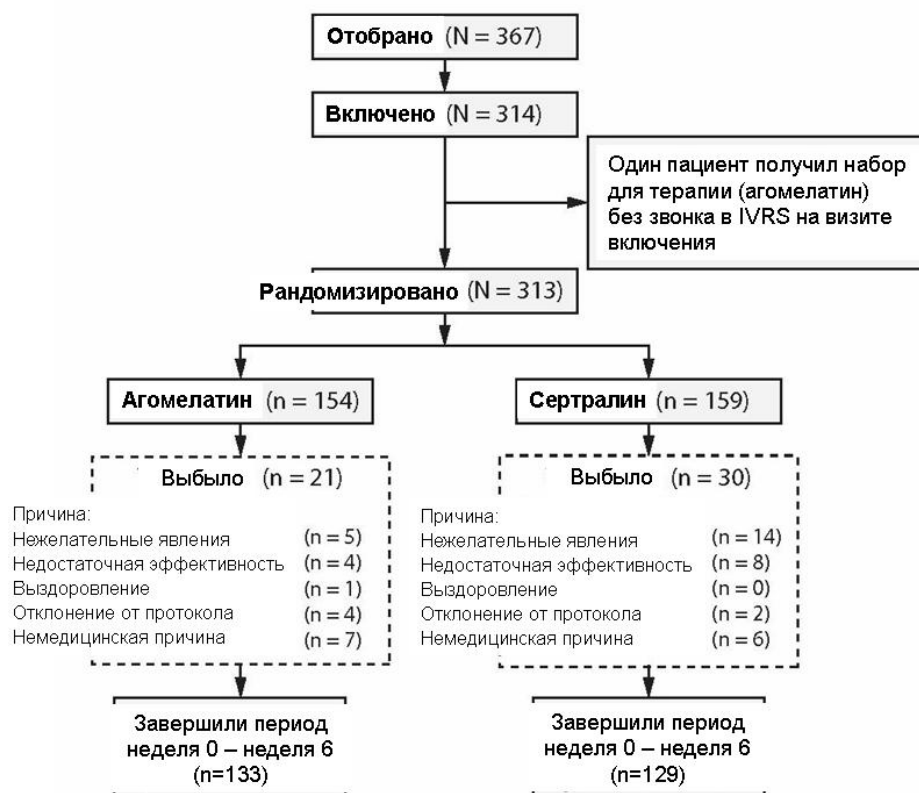 Отобрано (N = 367)
Включено (N = 314)
Один пациент получил набор
для терапии (агомелатин)
без звонка в IVRS на визите
включения
Рандомизировано (N = 313)
Агомелатин (n = 154)
Сертралин (n = 159)
Выбыло (n = 21)
Причина:
Нежелательные явления (n = 5)
Недостаточная эффективность (n = 4)
Выздоровление (n = 1)
Отклонение от протокола (n = 4)
Немедицинская причина (n = 7)
Выбыло (n = 30)
Причина:
Нежелательные явления (n = 14)
Недостаточная эффективность (n = 8)
Выздоровление (n = 0)
Отклонение от протокола (n = 2)
Немедицинская причина (n = 6)
Завершили период
неделя 0 – неделя 6
(n=133)
Завершили период
неделя 0 – неделя 6
(n=129)